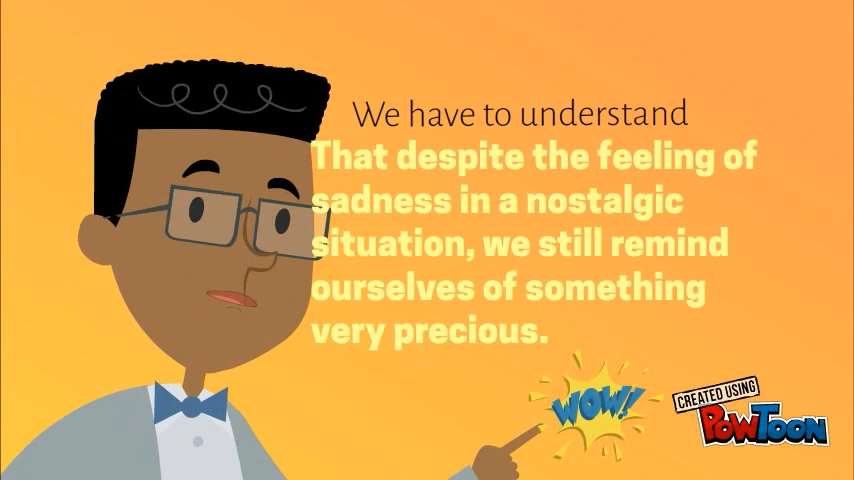 We have to understand
That despite the feeling of
sadness in a nostalgic
situation, we still remind
ourselves of something
very precious.
WOW!
CREATED USING
POWTOON